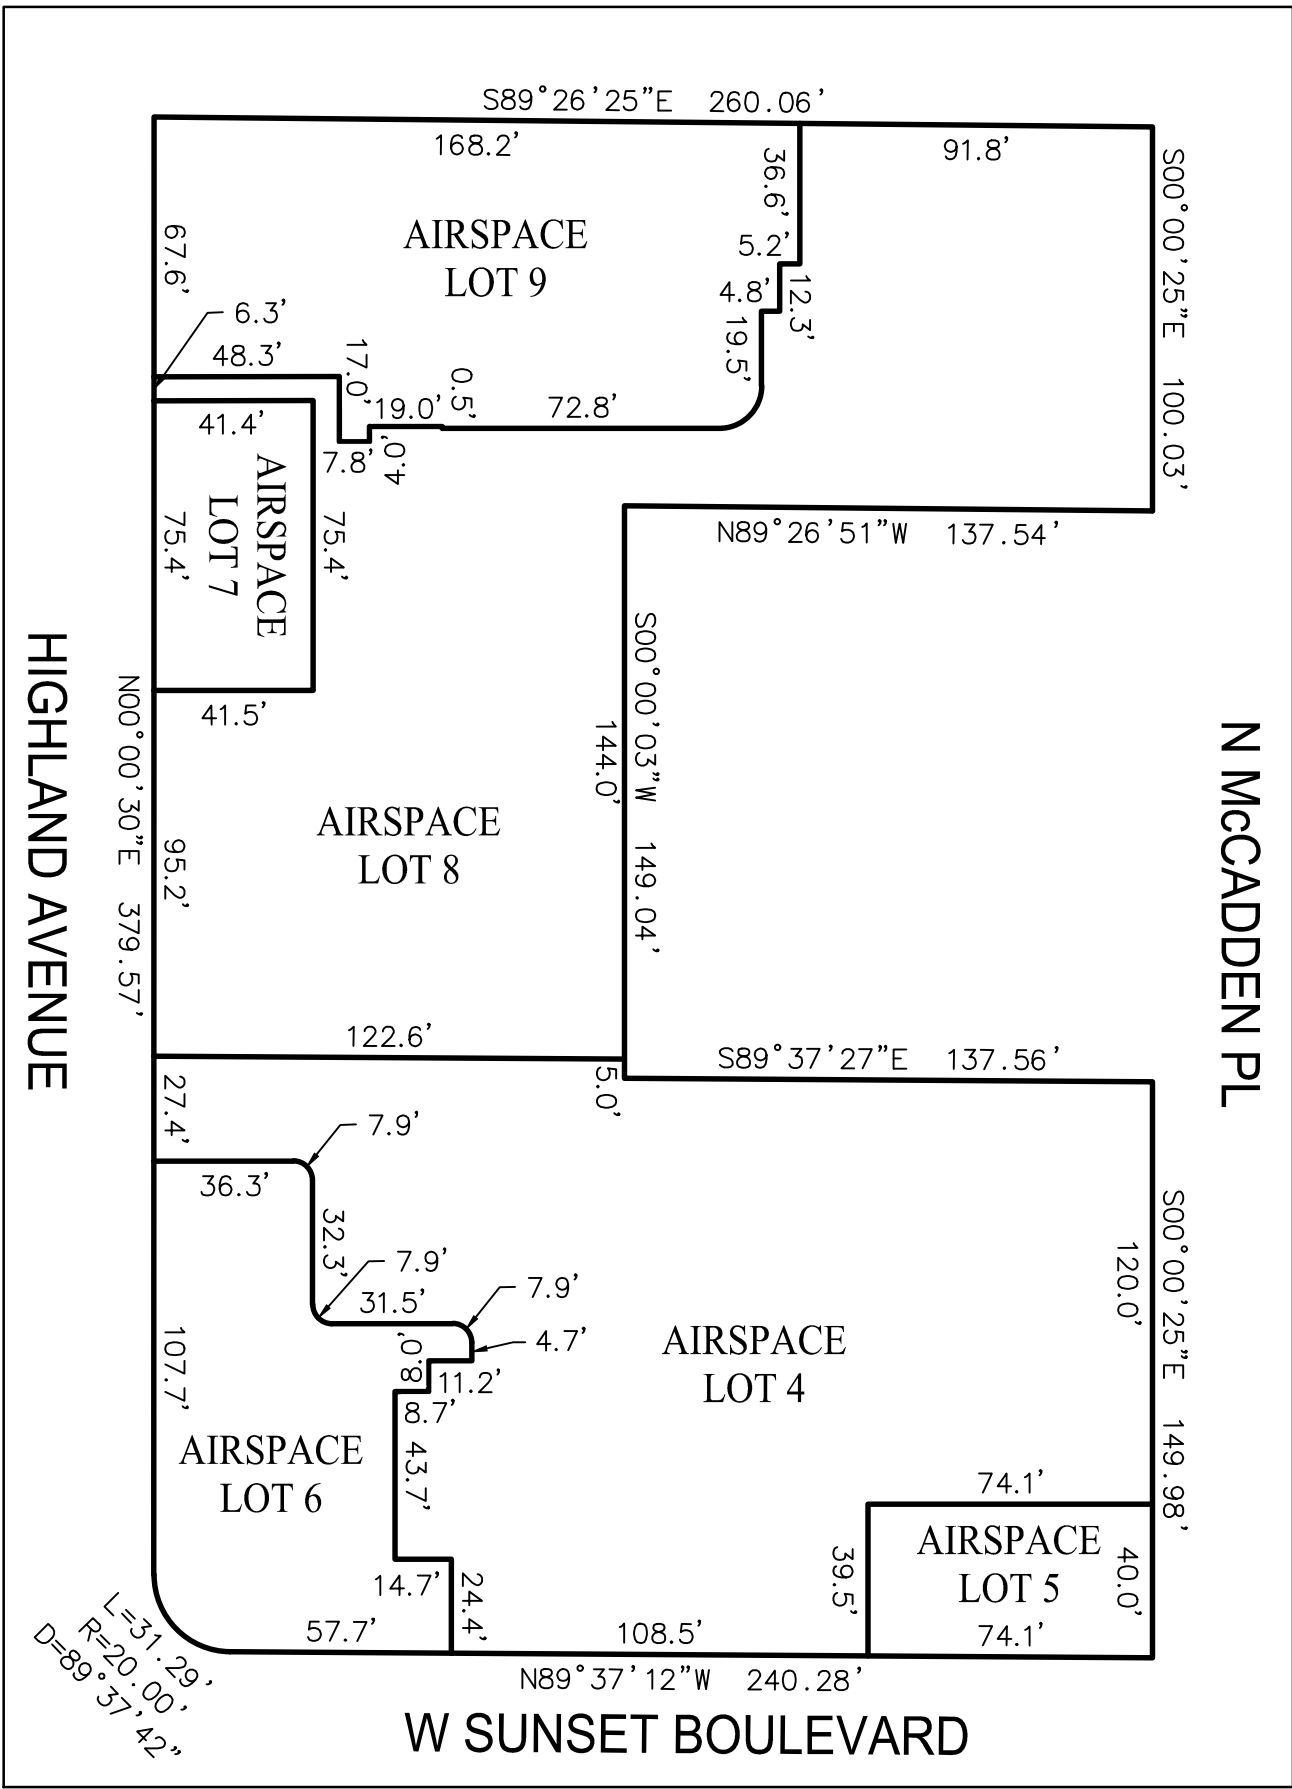 S89°26'25"E 260.06'
168.2'
91.8'
S00°00'25"E 100.03'
36.6'
5.2'
12.3'
4.8'
19.5'
AIRSPACE
LOT 9
67.6'
6.3'
48.3'
17.0'
19.0'
0.5'
72.8'
7.8'
4.0'
41.4'
AIRSPACE
LOT 7
75.4'
75.4'
41.5'
N89°26'51"W 137.54'
S00°00'03"W 149.04'
144.0'
N McCADDEN PL
HIGHLAND AVENUE
N00°00'30"E 379.57'
AIRSPACE
LOT 8
95.2'
122.6'
5.0'
S89°37'27"E 137.56'
27.4'
7.9'
36.3'
32.3'
7.9'
31.5'
7.9'
4.7'
8.0'
11.2'
8.7'
43.7'
S00°00'25"E 149.98'
120.0'
AIRSPACE
LOT 4
107.7'
AIRSPACE
LOT 6
74.1'
AIRSPACE
LOT 5
39.5'
40.0'
74.1'
14.7'
24.4'
57.7'
108.5'
L=31.29'
R=20.00'
D=89°37'42"
N89°37'12"W 240.28'
W SUNSET BOULEVARD